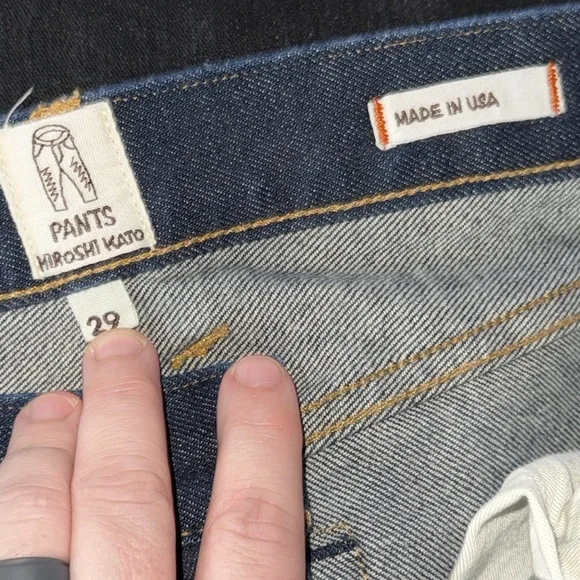 MADE IN USA
PANTS
HIROSHI KATO
29